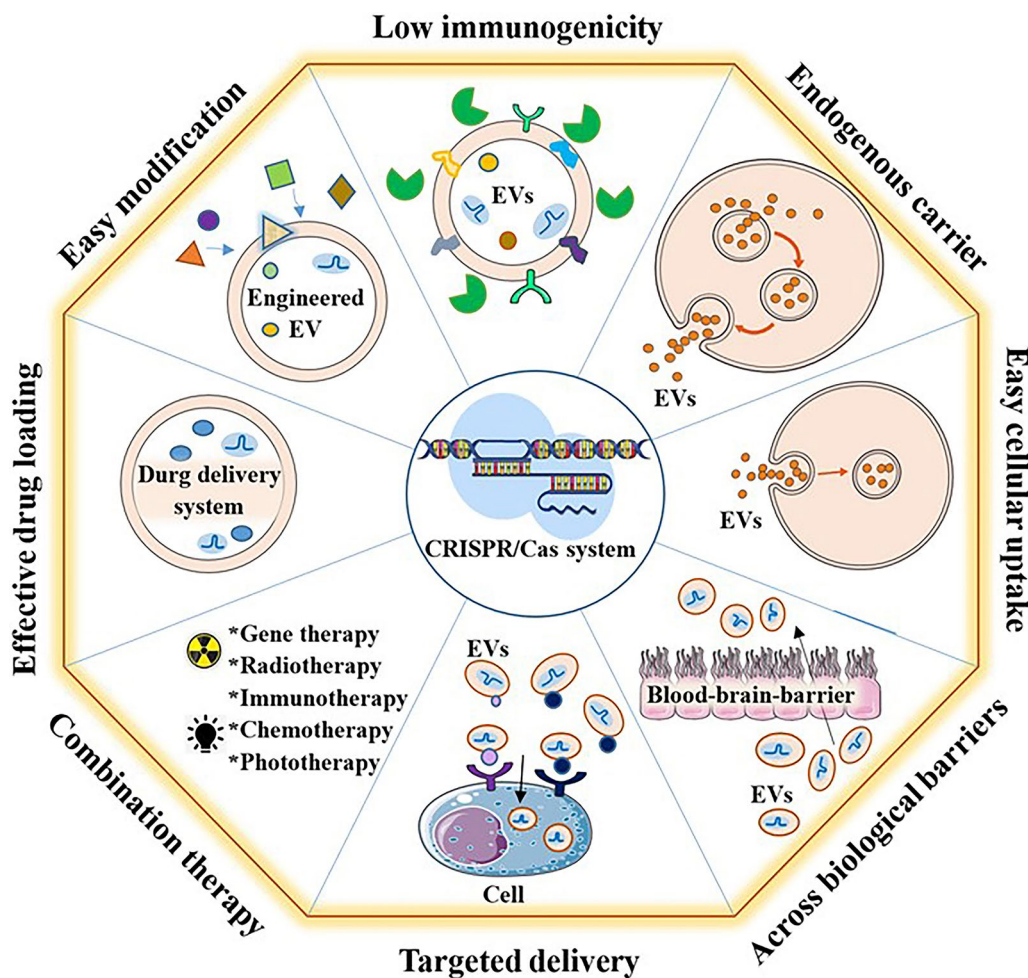 Low immunogenicity
Endogenous carrier
Easy cellular uptake
Across biological barriers
Targeted delivery
Combination therapy
Effective drug loading
Easy modification
EVs
EVs
EVs
Blood-brain-barrier
EVs
EVs
Cell
*Gene therapy
*Radiotherapy
*Immunotherapy
*Chemotherapy
*Phototherapy
Durg delivery
system
Engineered
EV
CRISPR/Cas system